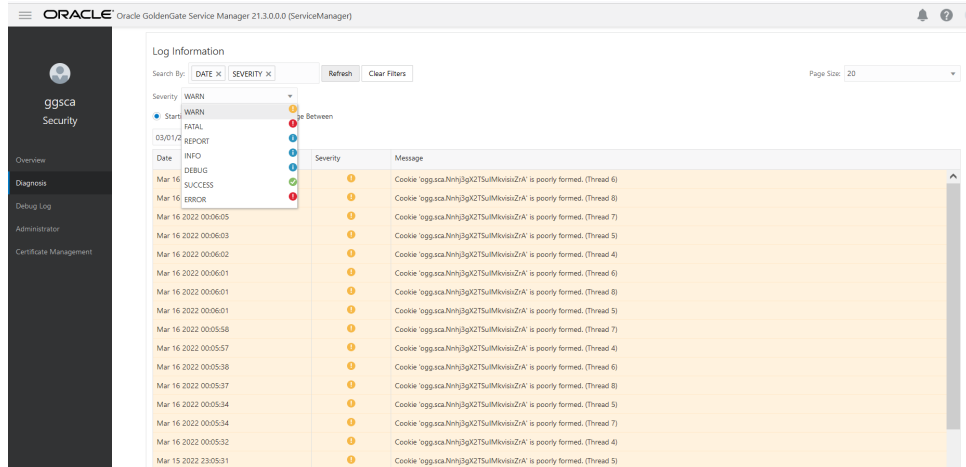 ORACLE Oracle GoldenGate Service Manager 21.3.0.0.0 (ServiceManager)
ggsca
Security
Overview
Diagnosis
Debug Log
Administrator
Certificate Management
Log Information
Search By: DATE × SEVERITY × Refresh Clear Filters Page Size: 20
Severity WARN
WARN
FATAL
REPORT
INFO
DEBUG
SUCCESS
ERROR
Starti ge Between
03/01/2
Date Severity Message
Mar 16 Cookie 'ogg.sca.Nnhj3gX2TSulMkvisixZrA' is poorly formed. (Thread 6)
Mar 16 Cookie 'ogg.sca.Nnhj3gX2TSulMkvisixZrA' is poorly formed. (Thread 8)
Mar 16 2022 00:06:05 Cookie 'ogg.sca.Nnhj3gX2TSulMkvisixZrA' is poorly formed. (Thread 7)
Mar 16 2022 00:06:03 Cookie 'ogg.sca.Nnhj3gX2TSulMkvisixZrA' is poorly formed. (Thread 5)
Mar 16 2022 00:06:02 Cookie 'ogg.sca.Nnhj3gX2TSulMkvisixZrA' is poorly formed. (Thread 4)
Mar 16 2022 00:06:01 Cookie 'ogg.sca.Nnhj3gX2TSulMkvisixZrA' is poorly formed. (Thread 6)
Mar 16 2022 00:06:01 Cookie 'ogg.sca.Nnhj3gX2TSulMkvisixZrA' is poorly formed. (Thread 8)
Mar 16 2022 00:06:01 Cookie 'ogg.sca.Nnhj3gX2TSulMkvisixZrA' is poorly formed. (Thread 5)
Mar 16 2022 00:05:58 Cookie 'ogg.sca.Nnhj3gX2TSulMkvisixZrA' is poorly formed. (Thread 7)
Mar 16 2022 00:05:57 Cookie 'ogg.sca.Nnhj3gX2TSulMkvisixZrA' is poorly formed. (Thread 4)
Mar 16 2022 00:05:38 Cookie 'ogg.sca.Nnhj3gX2TSulMkvisixZrA' is poorly formed. (Thread 6)
Mar 16 2022 00:05:37 Cookie 'ogg.sca.Nnhj3gX2TSulMkvisixZrA' is poorly formed. (Thread 8)
Mar 16 2022 00:05:34 Cookie 'ogg.sca.Nnhj3gX2TSulMkvisixZrA' is poorly formed. (Thread 5)
Mar 16 2022 00:05:34 Cookie 'ogg.sca.Nnhj3gX2TSulMkvisixZrA' is poorly formed. (Thread 7)
Mar 16 2022 00:05:32 Cookie 'ogg.sca.Nnhj3gX2TSulMkvisixZrA' is poorly formed. (Thread 4)
Mar 15 2022 23:05:31 Cookie 'ogg.sca.Nnhj3gX2TSulMkvisixZrA' is poorly formed. (Thread 5)